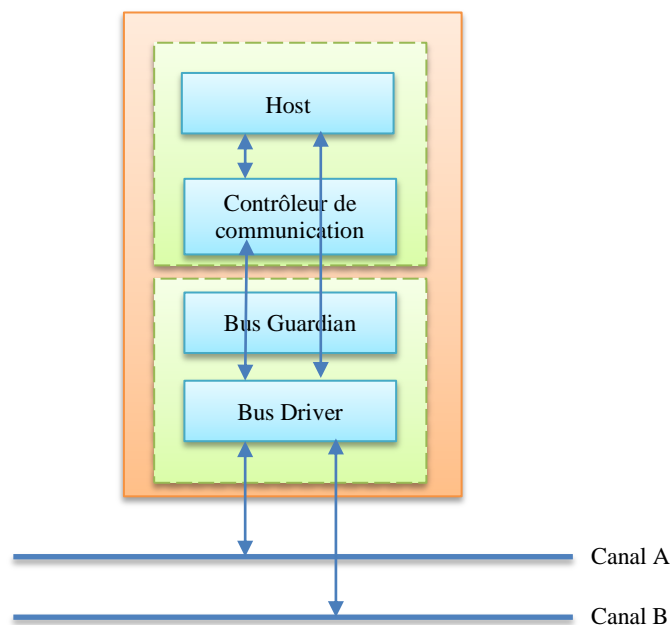 Host
Contrôleur de
communication
Bus Guardian
Bus Driver
Canal A
Canal B